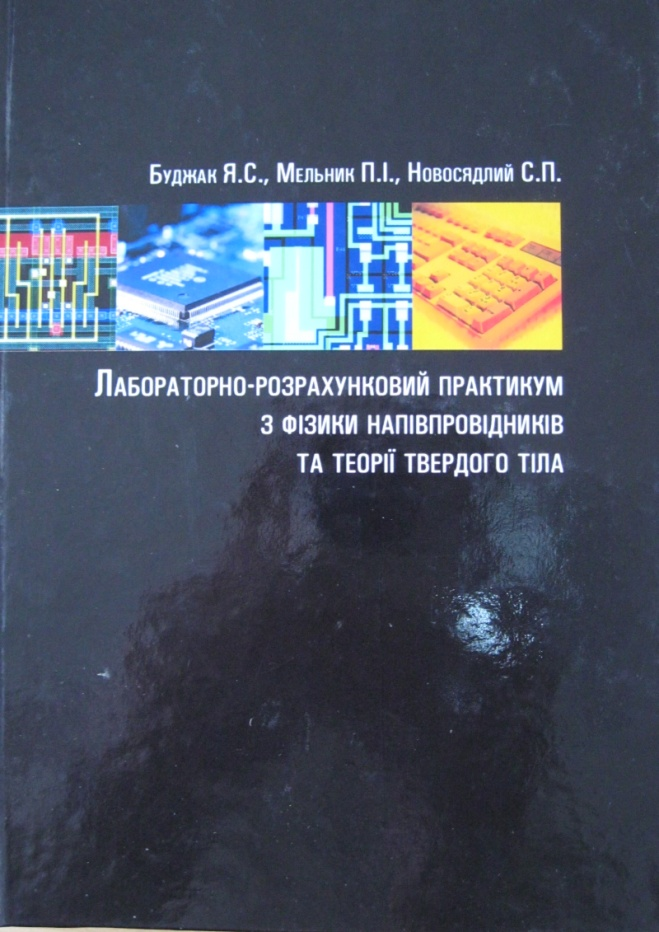 Буджак Я.С., Мельник П.І., Новосядлий С.П.
Лабораторно-розрахунковий практикум
з фізики напівпровідників
та теорії твердого тіла